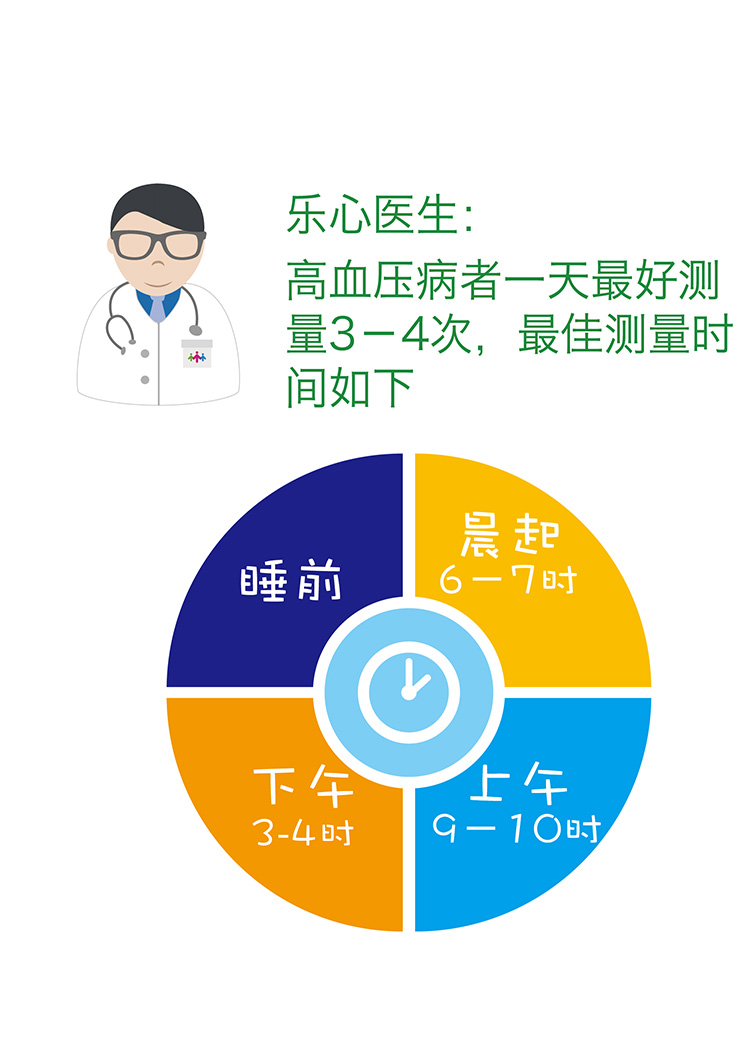 乐心医生：
高血压病者一天最好测
量3－4次，最佳测量时
间如下
睡前
晨起
6－7时
下午
3-4时
上午
9－10时